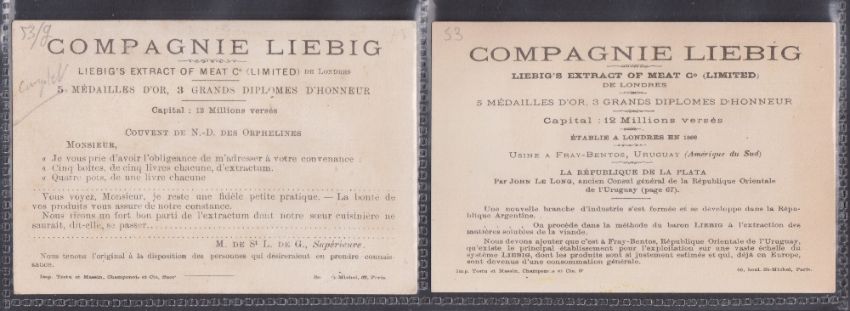 53/g
COMPAGNIE LIEBIG
LIEBIG'S EXTRACT OF MEAT Cº (LIMITED) DE LONDRES
5 MÉDAILLES D'OR, 3 GRANDS DIPLOMES D'HONNEUR
Capital : 12 Millions versés
COUVENT DE N.-D. DES ORPHELINES
MONSIEUR,
« Je vous prie d'avoir l'obligeance de m'adresser à votre convenance :
« Cinq boîtes, de cinq livres chacune, d'extractum.
« Quatre pots, de une livre chacune
Vous voyez, Monsieur, je reste une fidèle petite pratique. — La bonté de
vos produits vous assure de notre constance.
Nous tirons un fort bon parti de l'extractum dont notre sœur cuisinière ne
saurait, dit-elle, se passer
M. DE St L. DE G., Supérieure.
Nous tenons l'original à la disposition des personnes qui désireraient en prendre connais-
sance.
Imp. Testu et Massin, Champenois et Cie, Succ
St-Michel, 66, Paris.
53
COMPAGNIE LIEBIG
LIEBIG'S EXTRACT OF MEAT Cº (LIMITED)
DE LONDRES
5 MÉDAILLES D'OR, 3 GRANDS DIPLOMES D'HONNEUR
Capital : 12 Millions versés
ÉTABLIE A LONDRES EN 1866
USINE A FRAY-BENTOS, URUGUAY (Amérique du Sud)
LA RÉPUBLIQUE DE LA PLATA
Par JOHN LE LONG, ancien Consul général de la République Orientale
de l'Uruguay (page 67).
Une nouvelle branche d'industrie s'est formée et se développe dans la Répu-
blique Argentine.
On procède dans la méthode du baron LIEBIG à l'extraction des
matières solubles de la viande.
Nous devons ajouter que c'est à Fray-Bentos, République Orientale de l'Uruguay,
qu'existe le principal établissement pour l'exploitation sur une vaste échelle du
système LIEBIG, dont les produits sont si justement estimés et qui, déjà en Europe,
sont devenus d'une consommation générale.
Imp. Testu et Massin, Champenois et Cie, Sr
66, boul. St-Michel, Paris.